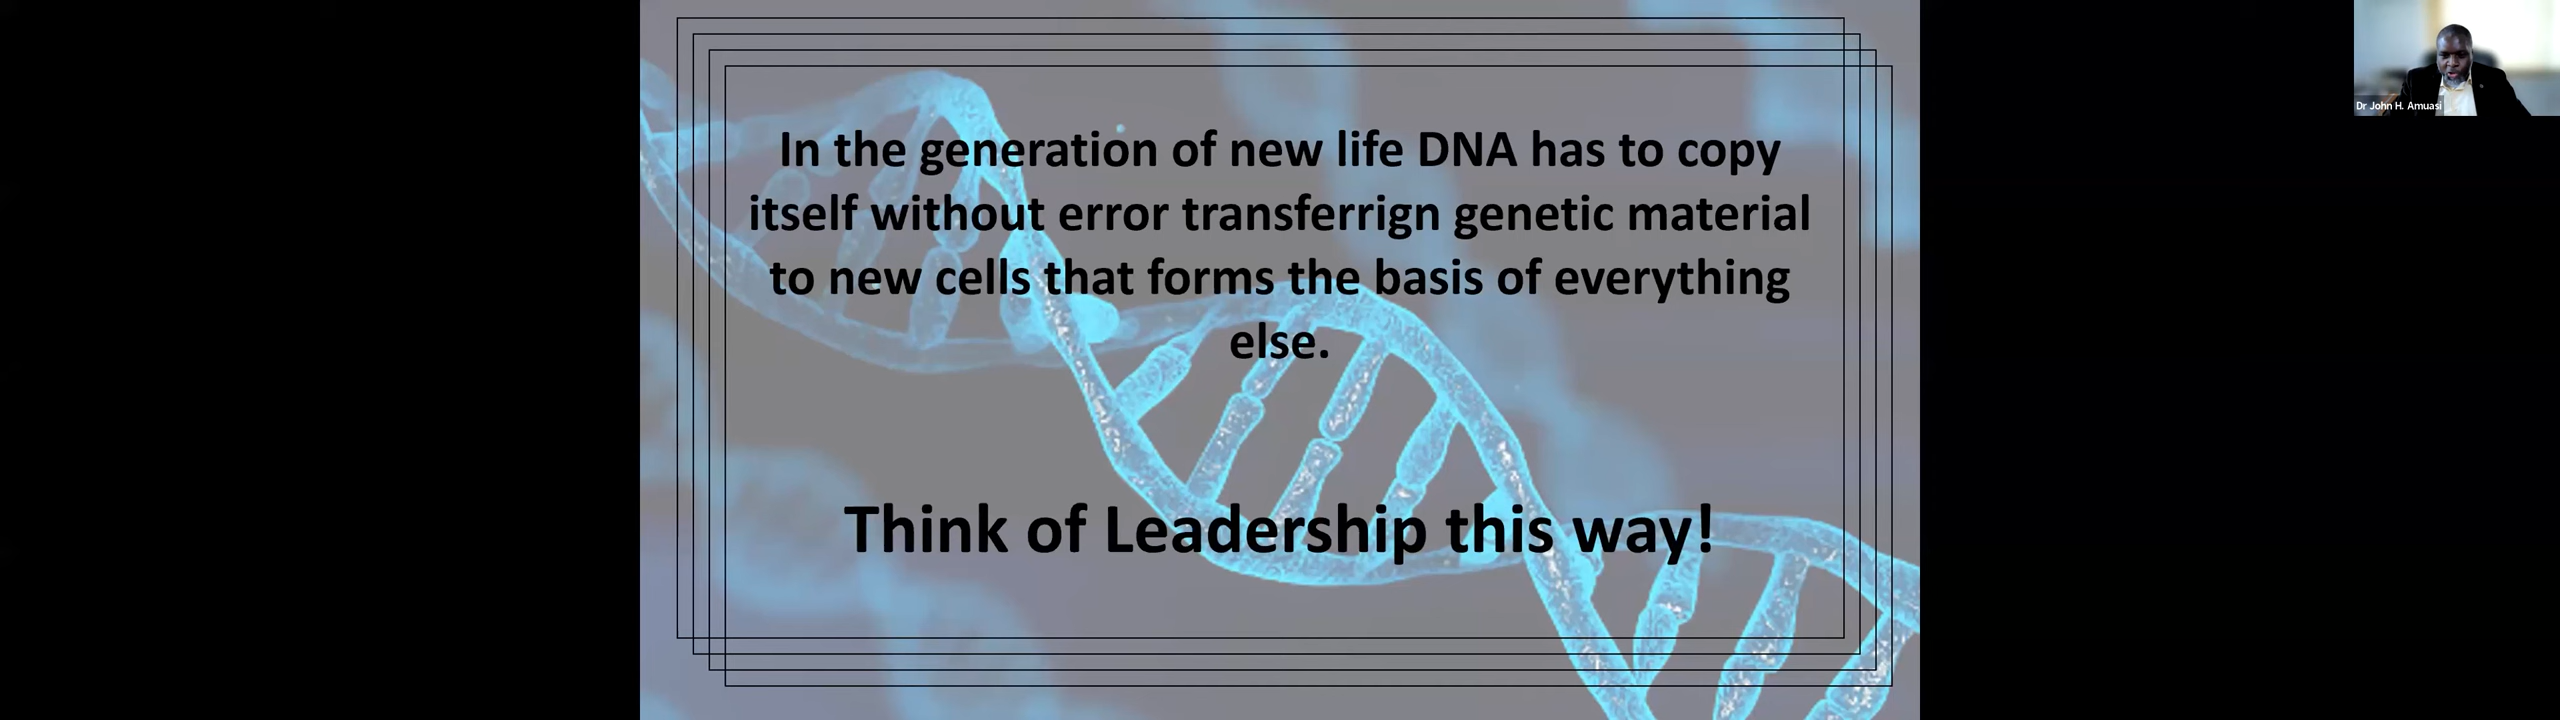 In the generation of new life DNA has to copy
itself without error transferrign genetic material
to new cells that forms the basis of everything
else.
Think of Leadership this way!
Dr John H. Amuasi